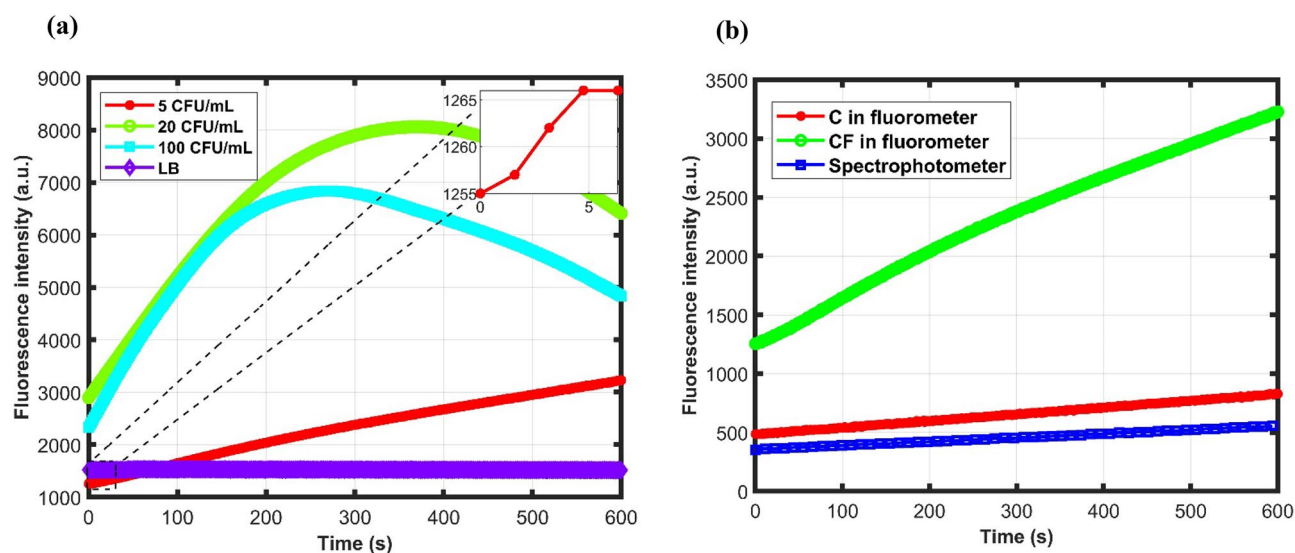 (a)
9000
8000
7000
6000
5000
4000
3000
2000
1000
Fluorescence intensity (a.u.)
5 CFU/mL
20 CFU/mL
100 CFU/mL
LB
1265
1260
1255
0
5
0
100
200
300
400
500
600
Time (s)
(b)
3500
3000
2500
2000
1500
1000
500
0
Fluorescence intensity (a.u.)
C in fluorometer
CF in fluorometer
Spectrophotometer
0
100
200
300
400
500
600
Time (s)